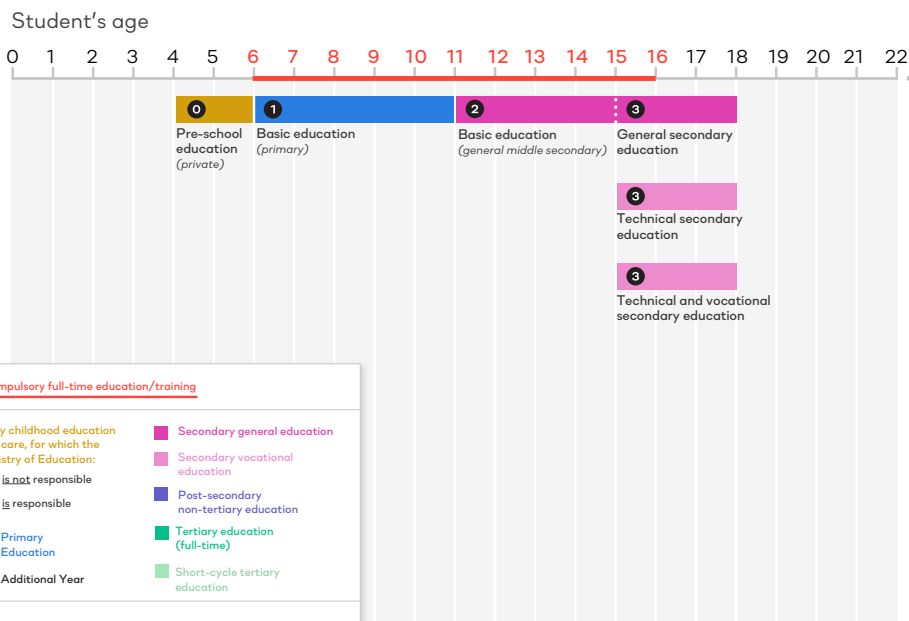 Student's age
0 1 2 3 4 5 6 7 8 9 10 11 12 13 14 15 16 17 18 19 20 21 22
0 1 2 3
Pre-school
education
(private)
Basic education
(primary)
Basic education
(general middle secondary)
General secondary
education
3
Technical secondary
education
3
Technical and vocational
secondary education
mpulsory full-time education/training
y childhood education
care, for which the
istry of Education:
is not responsible
is responsible
Primary
Education
Additional Year
Secondary general education
Secondary vocational
education
Post-secondary
non-tertiary education
Tertiary education
(full-time)
Short-cycle tertiary
education